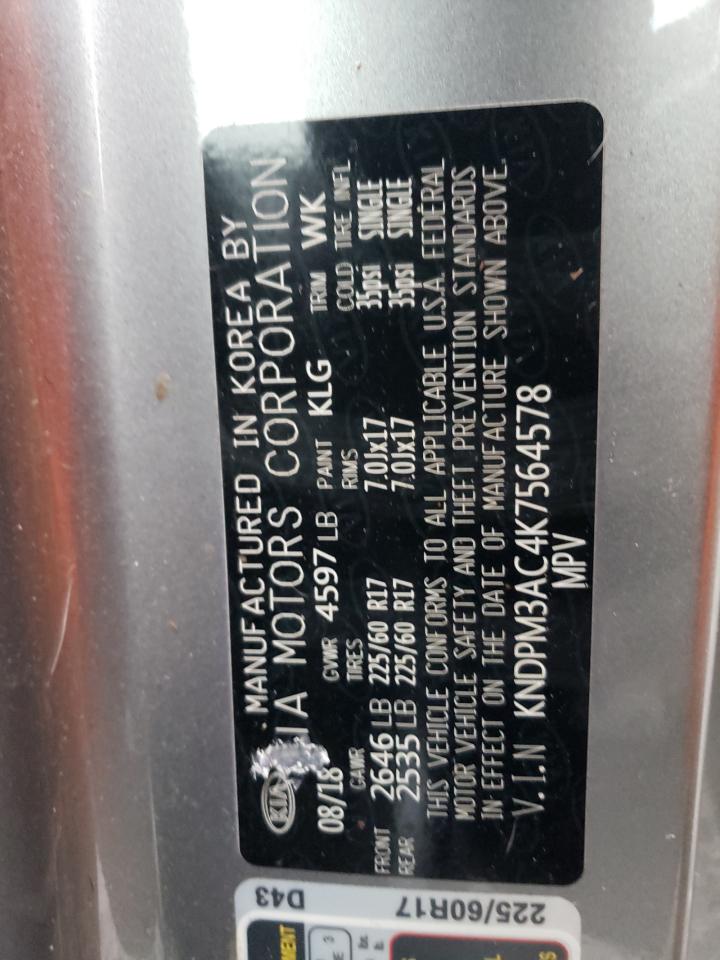 KIA
MANUFACTURED IN KOREA BY
IA MOTORS CORPORATION
08/18 GVWR 4597 LB PAINT KLG TRIM WK
GAWR TIRES RIMS COLD TIRE INFL
FRONT 2646 LB 225/60 R17 7.0Jx17 35psi SINGLE
REAR 2535 LB 225/60 R17 7.0Jx17 35psi SINGLE
THIS VEHICLE CONFORMS TO ALL APPLICABLE U.S.A. FEDERAL
MOTOR VEHICLE SAFETY AND THEFT PREVENTION STANDARDS
IN EFFECT ON THE DATE OF MANUFACTURE SHOWN ABOVE.
V.I.N KNDPM3AC4K7564578
MPV
225/60R17
D43